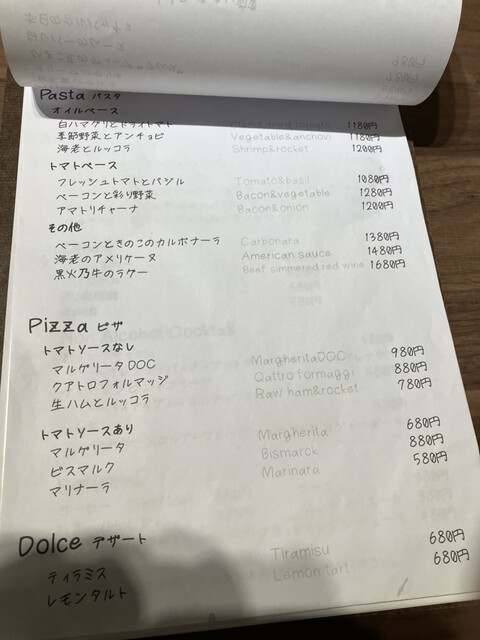 Pasta パスタ
オイルベース
白ハマグリとドライトマト 1180円
季節野菜とアンチョビ Vegetable&anchovi 1180円
海老とルッコラ Shrimp&rocket 1200円
トマトベース
フレッシュトマトとバジル Tomato&basil 1080円
ベーコンと彩り野菜 Bacon&vegetable 1280円
アマトリチャーナ Bacon&onion 1200円
その他
ベーコンときのこのカルボナーラ Carbonara 1380円
海老のアメリケーヌ American sauce 1480円
黒火乃牛のラグー Beef simmered red wine 1680円
Pizza ピザ
トマトソースなし
マルゲリータDOC MargheritaDOC 980円
クアトロフォルマッジ Qattro formaggi 880円
生ハムとルッコラ Raw ham&rocket 780円
トマトソースあり
マルゲリータ Margherita 680円
ビスマルク Bismarck 880円
マリナーラ Marinara 580円
Dolce デザート
ティラミス Tiramisu 680円
レモンタルト Lemon tart 680円